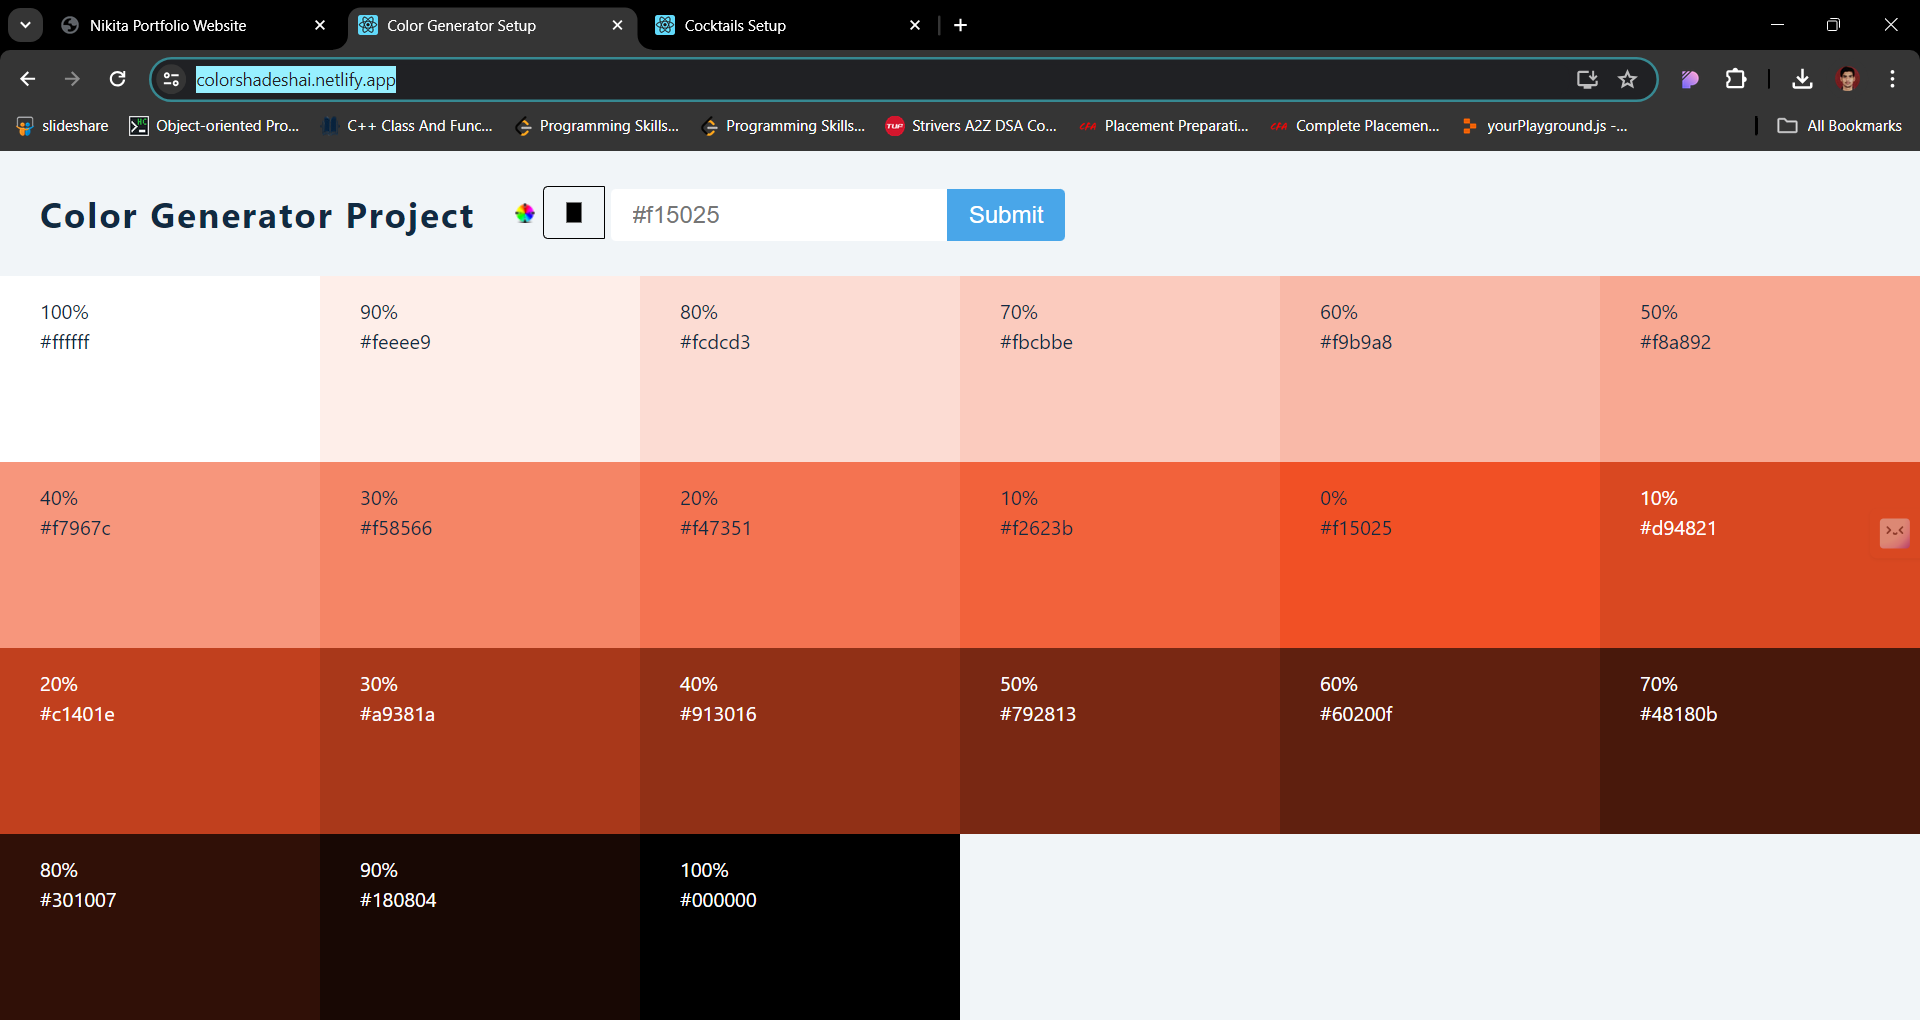 Nikita Portfolio Website
Color Generator Setup
Cocktails Setup
colorshadeshai.netlify.app
slideshare
Object-oriented Pro...
C++ Class And Func...
Programming Skills...
Programming Skills...
TUF
Strivers A2Z DSA Co...
Placement Preparati...
Complete Placemen...
yourPlayground.js -...
All Bookmarks
Color Generator Project
#f15025
Submit
100%
#ffffff
90%
#feeee9
80%
#fcdcd3
70%
#fbcbbe
60%
#f9b9a8
50%
#f8a892
40%
#f7967c
30%
#f58566
20%
#f47351
10%
#f2623b
0%
#f15025
10%
#d94821
20%
#c1401e
30%
#a9381a
40%
#913016
50%
#792813
60%
#60200f
70%
#48180b
80%
#301007
90%
#180804
100%
#000000